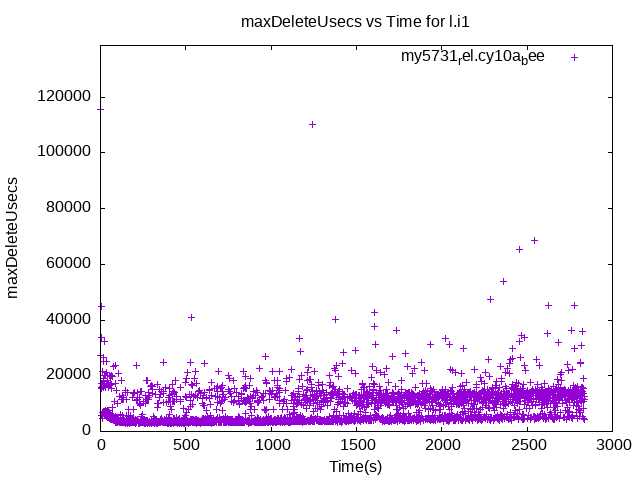 maxDeleteUsecs vs Time for l.i1
my5731rel.cy10abee
120000
100000
80000
60000
40000
20000
0
maxDeleteUsecs
0 500 1000 1500 2000 2500 3000
Time(s)